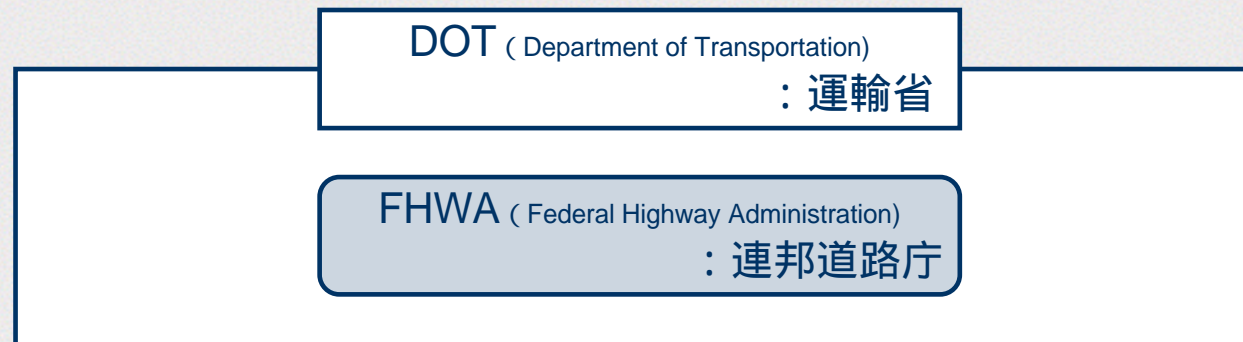 DOT ( Department of Transportation)
：運輸省
FHWA ( Federal Highway Administration)
：連邦道路庁